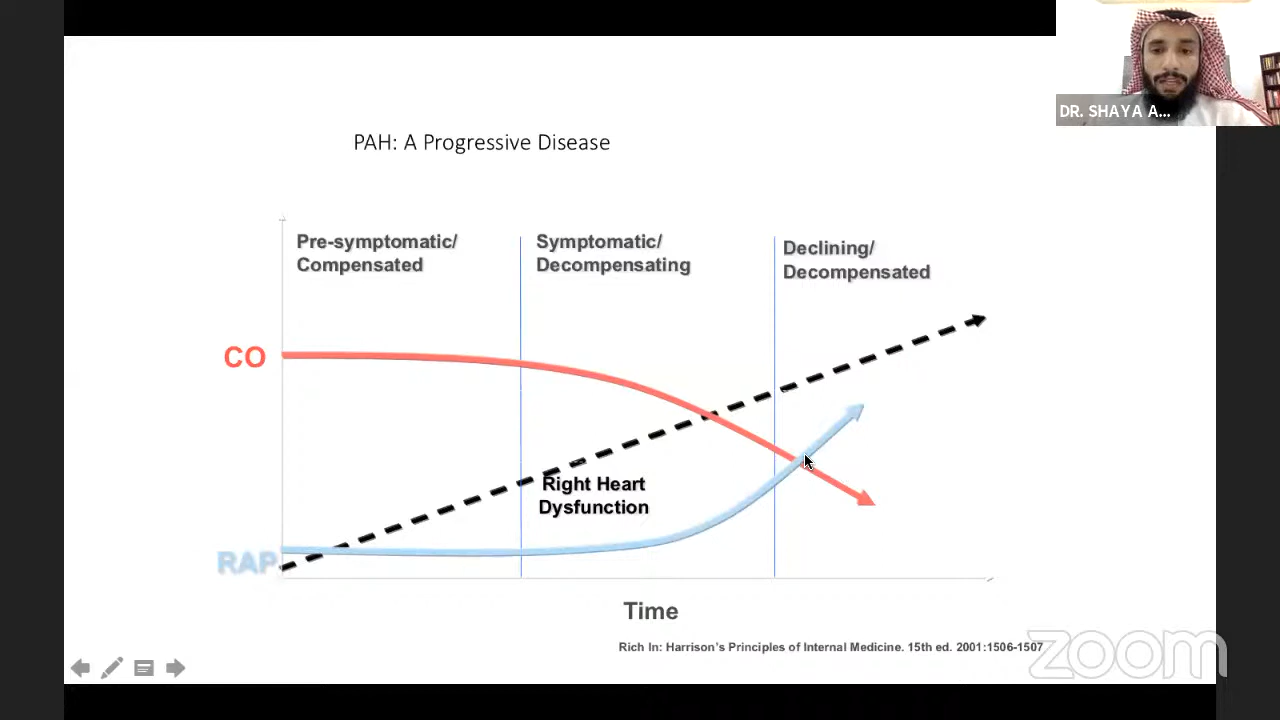 DR. SHAYA A...
PAH: A Progressive Disease
Pre-symptomatic/
Compensated
Symptomatic/
Decompensating
Declining/
Decompensated
CO
Right Heart
Dysfunction
RAP
Time
Rich In: Harrison's Principles of Internal Medicine. 15th ed. 2001:1506-1507
zoom